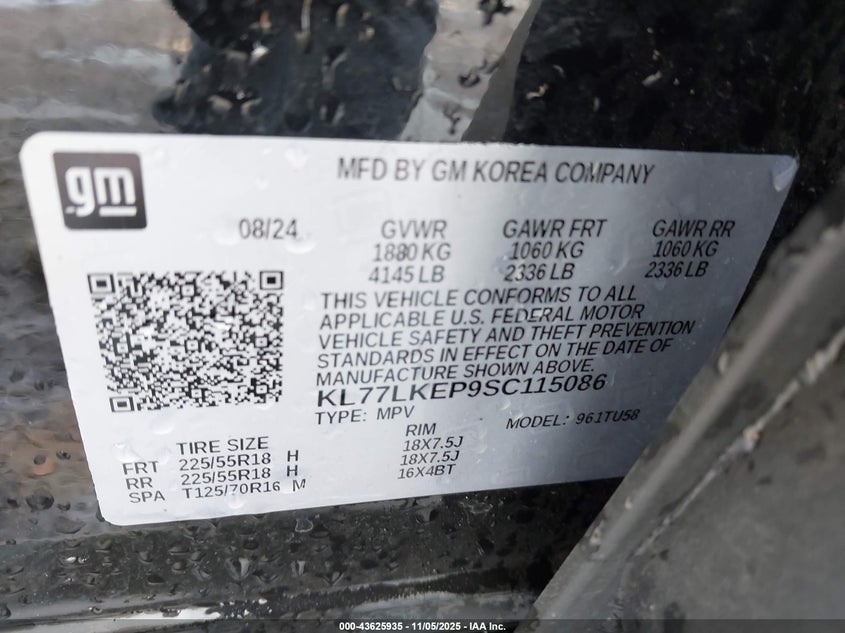 gm
MFD BY GM KOREA COMPANY
08/24 GVWR GAWR FRT GAWR RR
1880 KG 1060 KG 1060 KG
4145 LB 2336 LB 2336 LB
THIS VEHICLE CONFORMS TO ALL
APPLICABLE U.S. FEDERAL MOTOR
VEHICLE SAFETY AND THEFT PREVENTION
STANDARDS IN EFFECT ON THE DATE OF
MANUFACTURE SHOWN ABOVE.
KL77LKEP9SC115086
TYPE: MPV MODEL: 961TU58
TIRE SIZE RIM
FRT 225/55R18 H 18X7.5J
RR 225/55R18 H 18X7.5J
SPA T125/70R16 M 16X4BT
000-43625935 - 11/05/2025 - IAA Inc.